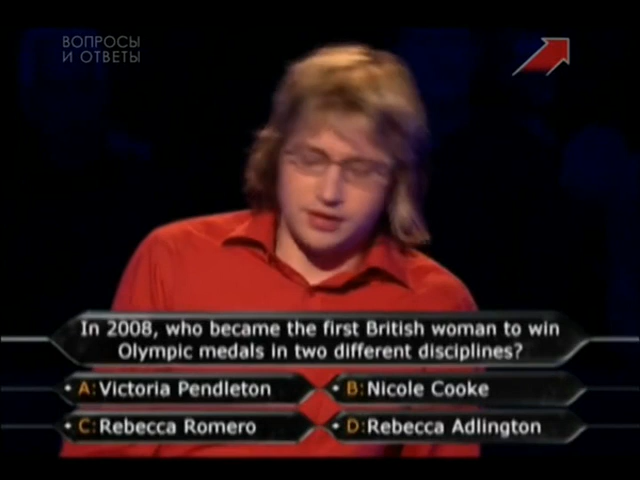 ВОПРОСЫ
И ОТВЕТЫ
In 2008, who became the first British woman to win
Olympic medals in two different disciplines?
A: Victoria Pendleton
B: Nicole Cooke
C: Rebecca Romero
D: Rebecca Adlington